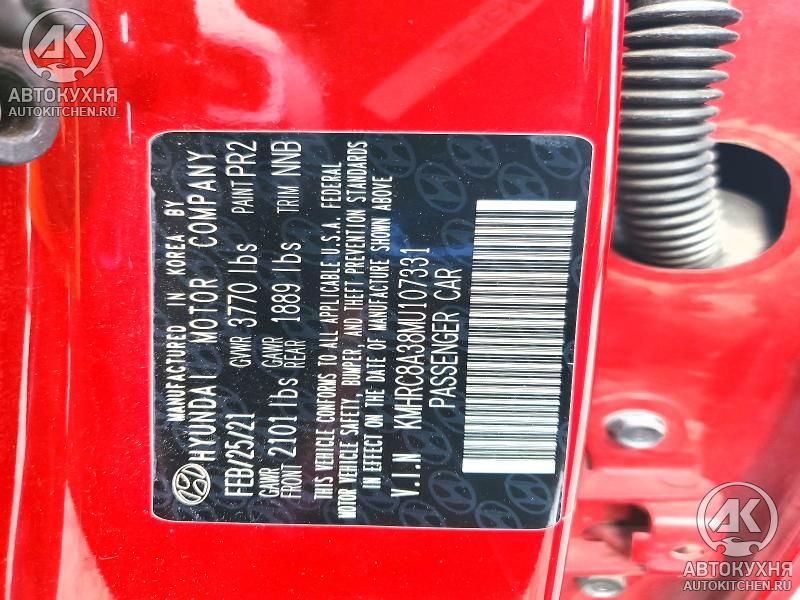 АВТОКУХНЯ
AUTOKITCHEN.RU
MANUFACTURED IN KOREA BY
HYUNDAI MOTOR COMPANY
FEB/25/21 GVWR 3770 lbs PAINT PR2
GAWR FRONT 2101 lbs GAWR REAR 1889 lbs TRIM NNB
THIS VEHICLE CONFORMS TO ALL APPLICABLE U.S.A. FEDERAL
MOTOR VEHICLE SAFETY, BUMPER, AND THEFT PREVENTION STANDARDS
IN EFFECT ON THE DATE OF MANUFACTURE SHOWN ABOVE
V.I.N KMHRC8A38MU107331
PASSENGER CAR
АВТОКУХНЯ
AUTOKITCHEN.RU